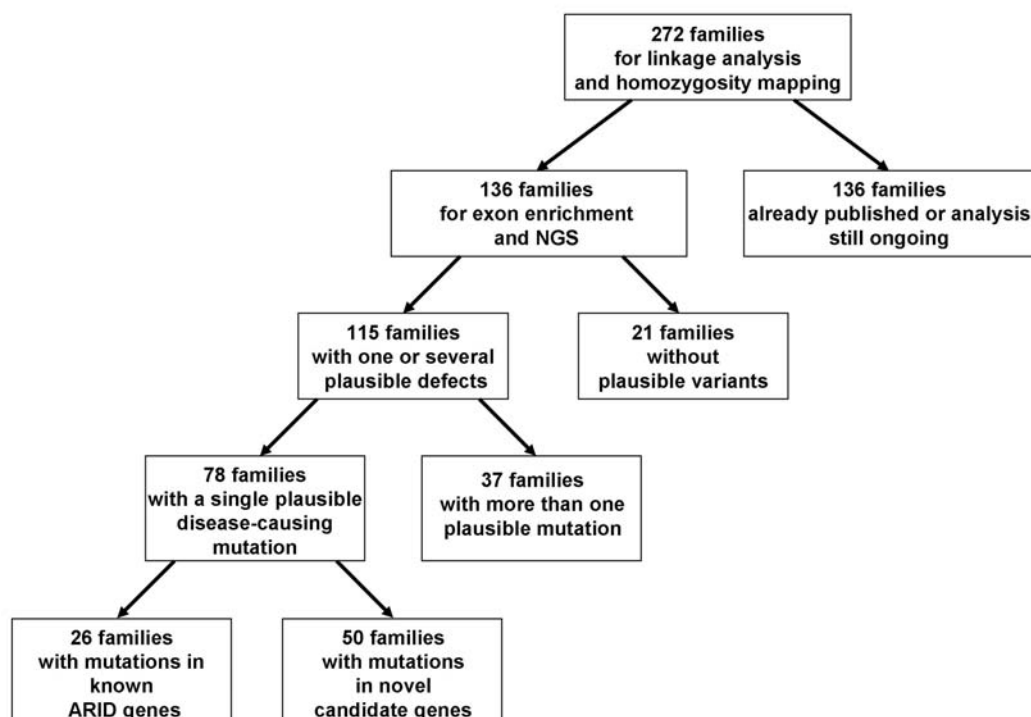 272 families
for linkage analysis
and homozygosity mapping
136 families
for exon enrichment
and NGS
136 families
already published or analysis
still ongoing
115 families
with one or several
plausible defects
21 families
without
plausible variants
78 families
with a single plausible
disease-causing
mutation
37 families
with more than one
plausible mutation
26 families
with mutations in
known
ARID genes
50 families
with mutations
in novel
candidate genes